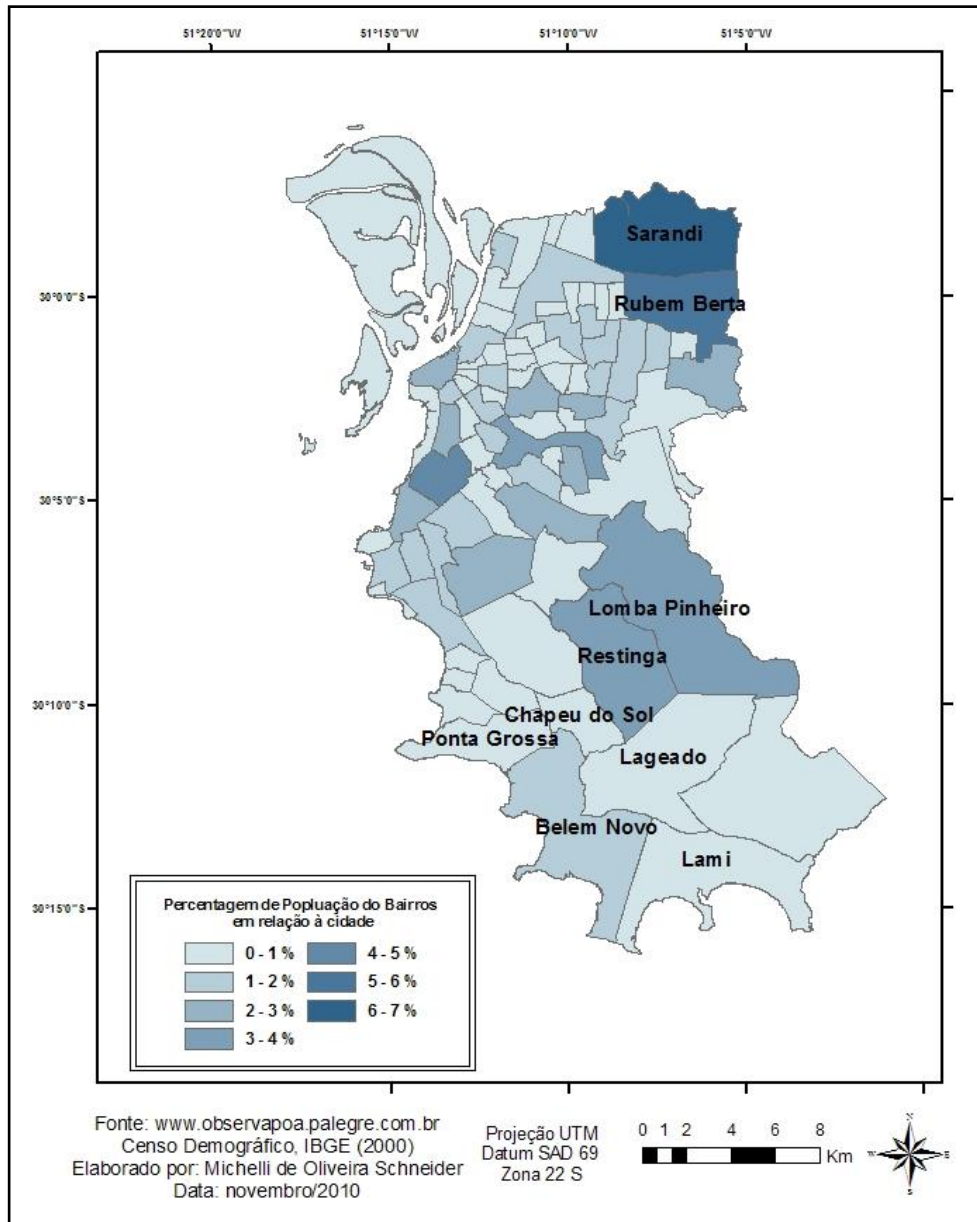 51°20'0"W 51°15'0"W 51°10'0"W 51°5'0"W
Sarandi
30°0'0"S
Rubem Berta
30°5'0"S
Lomba Pinheiro
Restinga
30°10'0"S
Chapeu do Sol
Ponta Grossa
Lageado
Belem Novo
Lami
30°15'0"S
Percentagem de Popluação do Bairros
em relação à cidade
0 - 1 % 4 - 5 %
1 - 2 % 5 - 6 %
2 - 3 % 6 - 7 %
3 - 4 %
Fonte: www.observapoa.palegre.com.br
Censo Demográfico, IBGE (2000)
Elaborado por: Michelli de Oliveira Schneider
Data: novembro/2010
Projeção UTM
Datum SAD 69
Zona 22 S
0 1 2 4 6 8
Km
N
W E
S